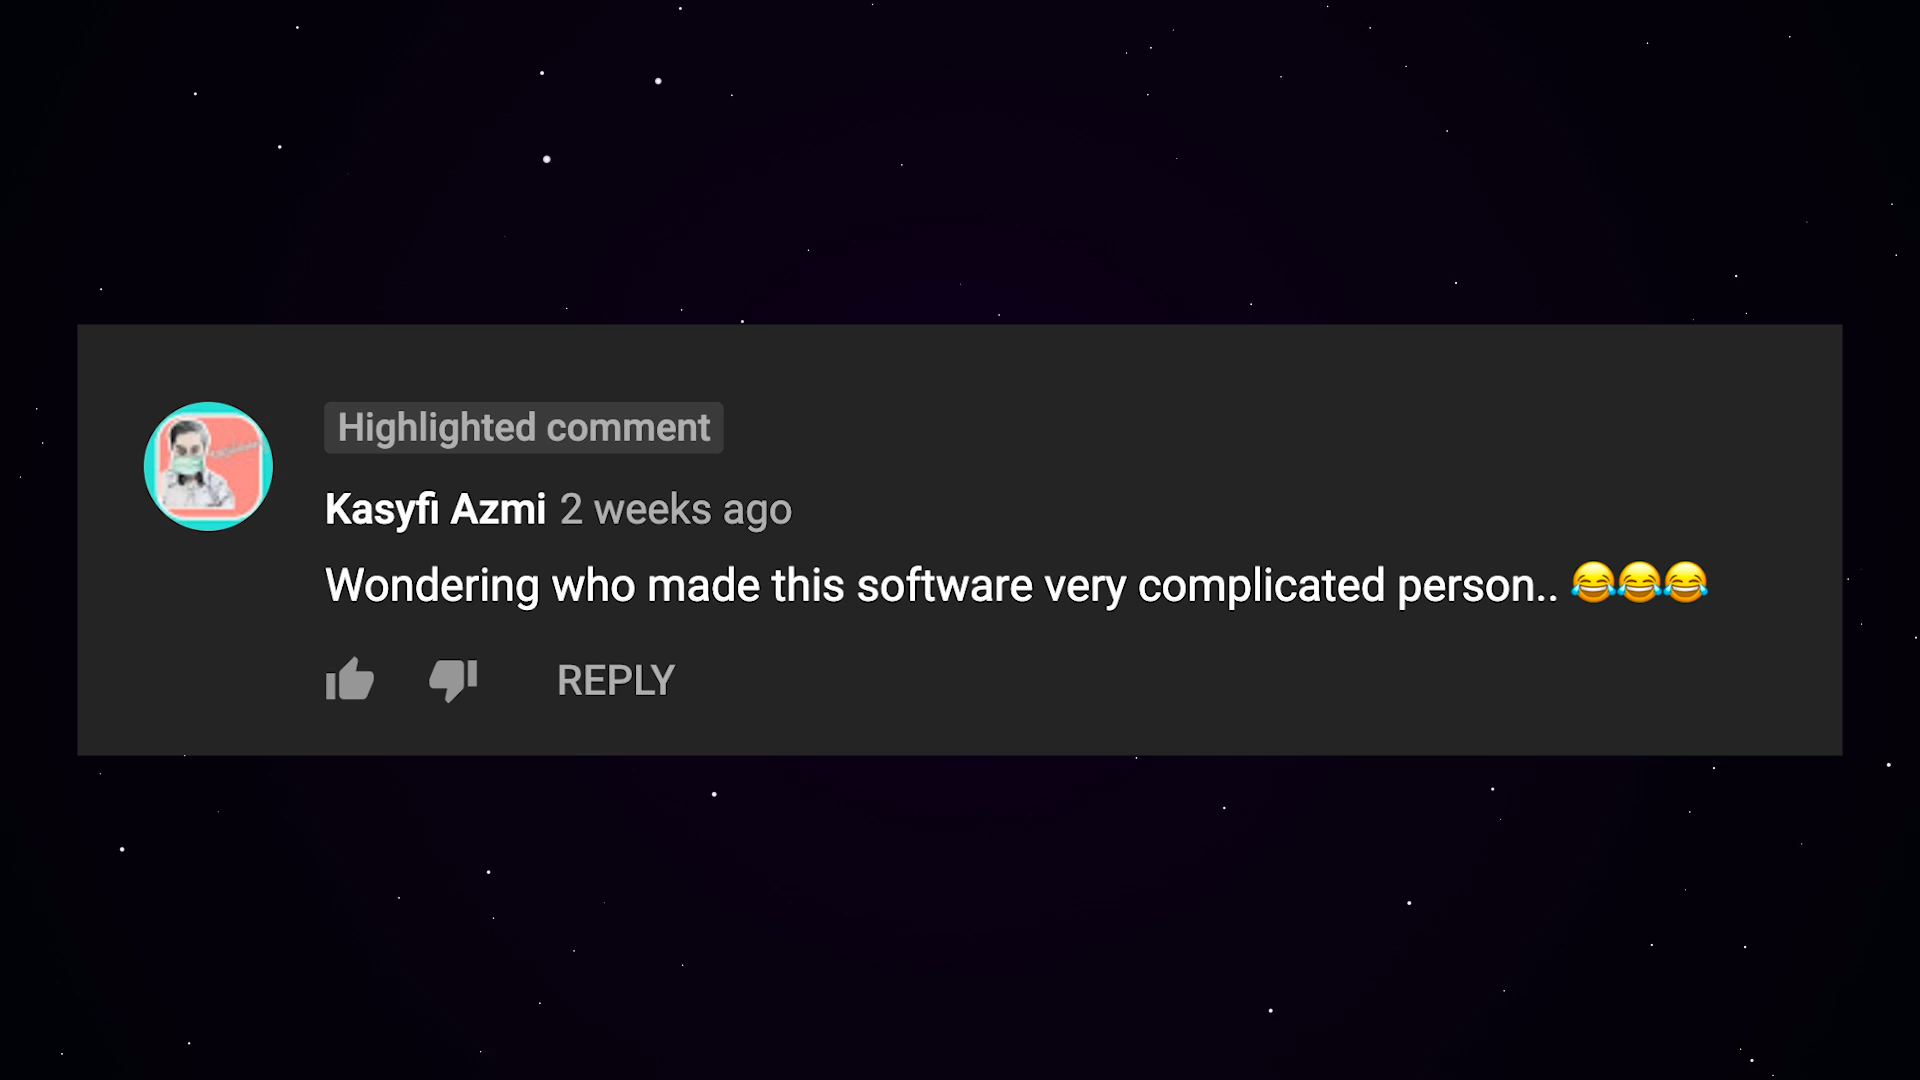 Highlighted comment
Kasyfi Azmi 2 weeks ago
Wondering who made this software very complicated person.. 😂😂😂
REPLY